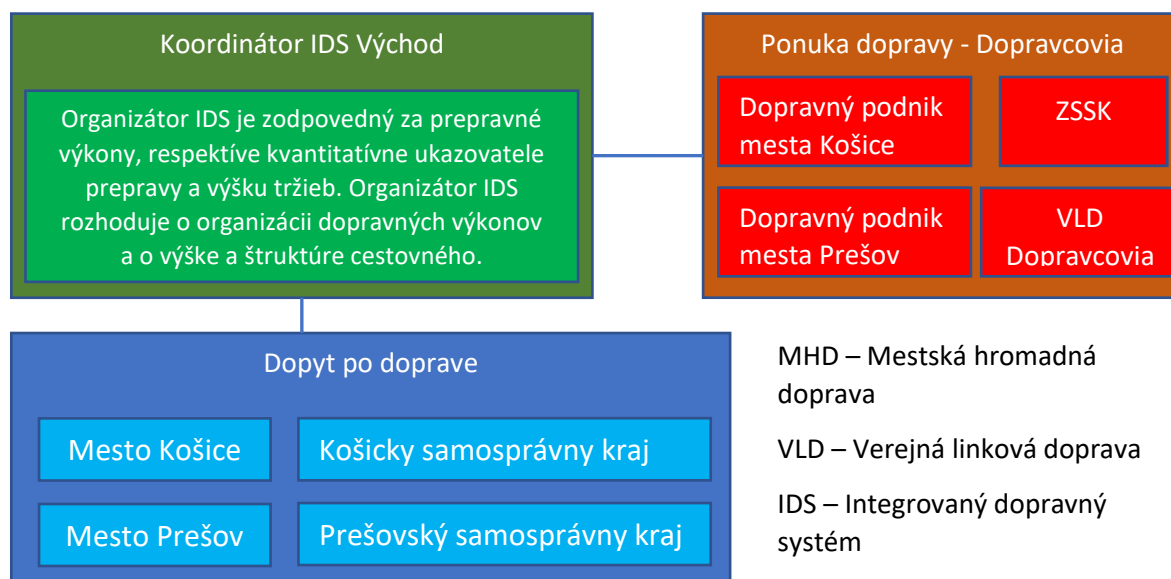 Koordinátor IDS Východ
Organizátor IDS je zodpovedný za prepravné
výkony, respektíve kvantitatívne ukazovatele
prepravy a výšku tržieb. Organizátor IDS
rozhoduje o organizácii dopravných výkonov
a o výške a štruktúre cestovného.
Ponuka dopravy - Dopravcovia
Dopravný podnik
mesta Košice
ZSSK
Dopravný podnik
mesta Prešov
VLD
Dopravcovia
Dopyt po doprave
Mesto Košice
Košicky samosprávny kraj
Mesto Prešov
Prešovský samosprávny kraj
MHD – Mestská hromadná
doprava
VLD – Verejná linková doprava
IDS – Integrovaný dopravný
systém